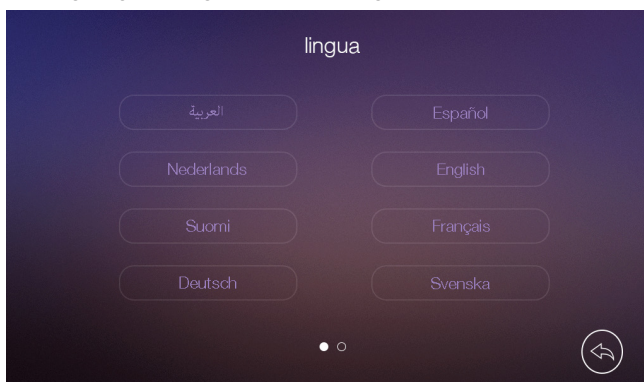 lingua
العربية
Español
Nederlands
English
Suomi
Français
Deutsch
Svenska